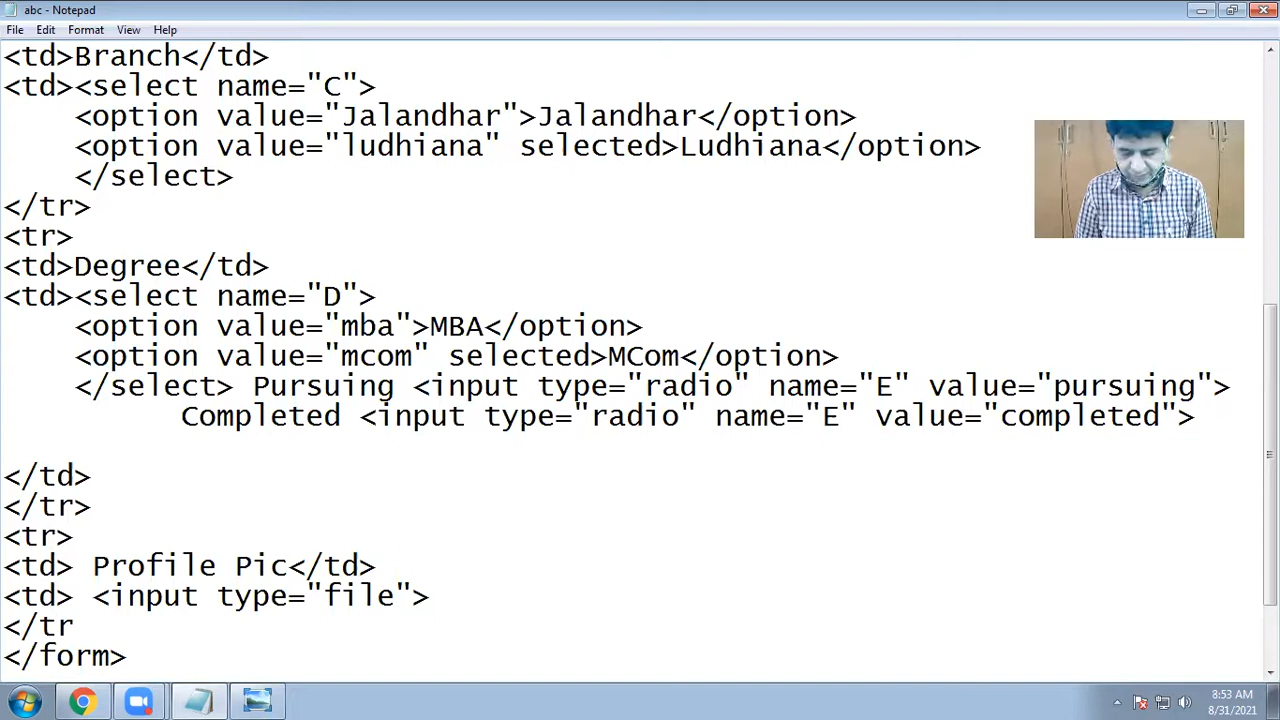 abc - Notepad
File Edit Format View Help
<td>Branch</td>
<td><select name="C">
<option value="Jalandhar">Jalandhar</option>
<option value="ludhiana" selected>Ludhiana</option>
</select>
</tr>
<tr>
<td>Degree</td>
<td><select name="D">
<option value="mba">MBA</option>
<option value="mcom" selected>MCom</option>
</select> Pursuing <input type="radio" name="E" value="pursuing">
Completed <input type="radio" name="E" value="completed">
</td>
</tr>
<tr>
<td> Profile Pic</td>
<td> <input type="file">
</tr
</form>
8:53 AM
8/31/2021